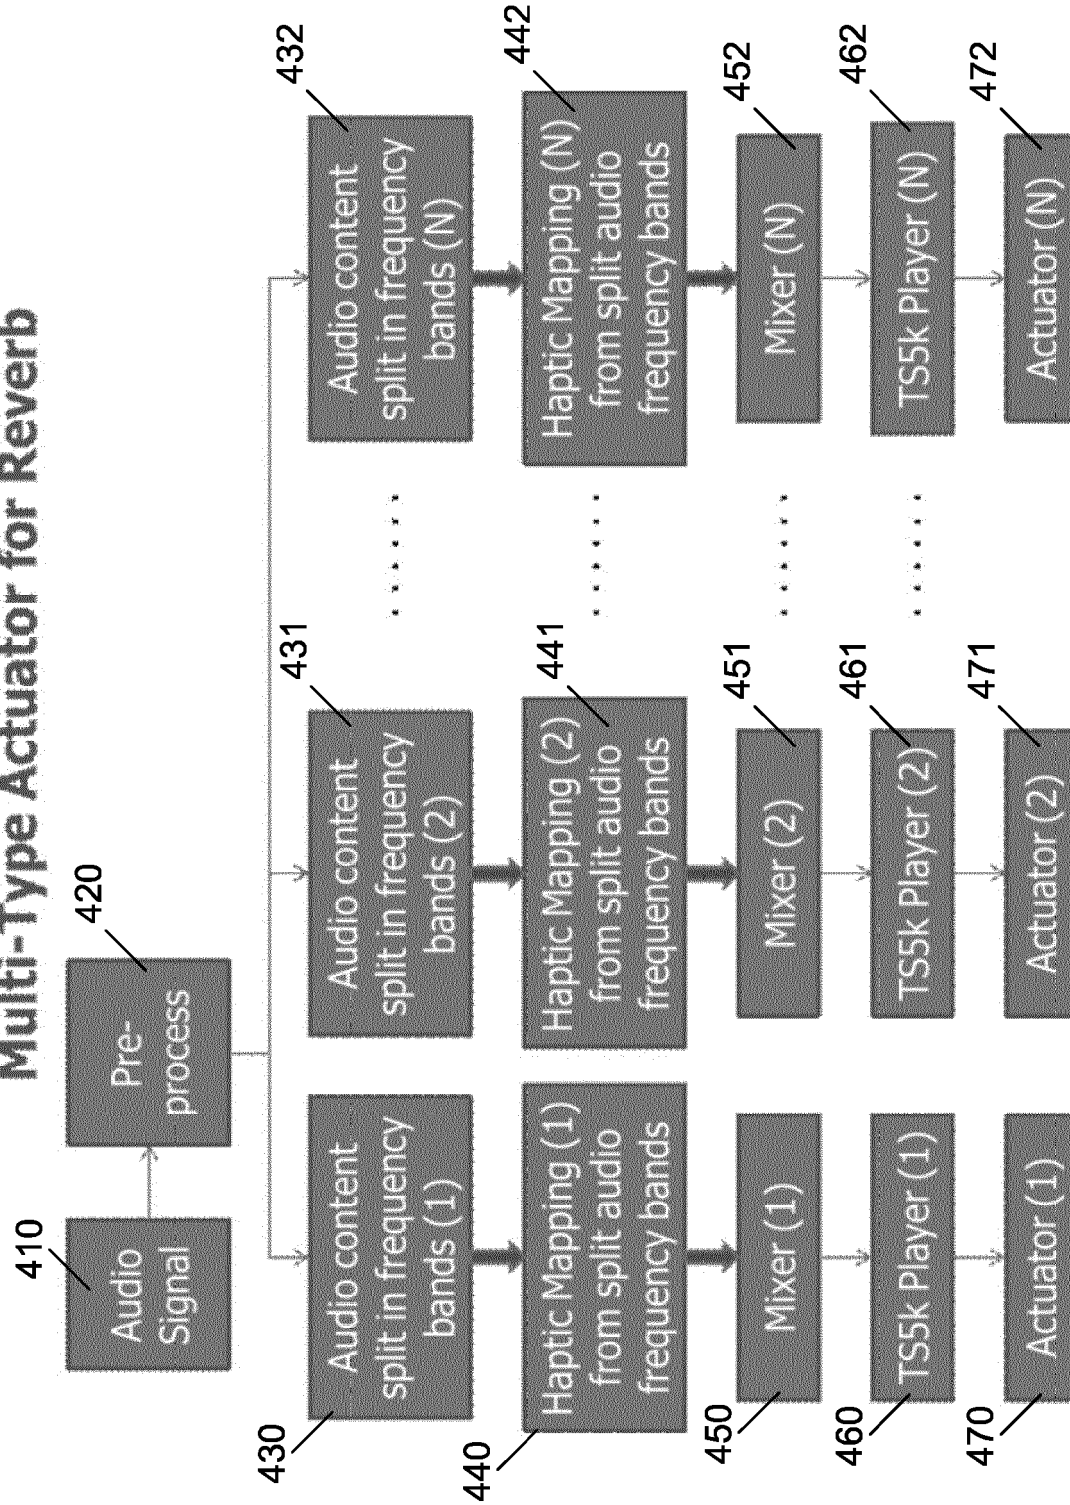 Multi-Type Actuator for Reverb
410
Audio
Signal
420
Pre-
process
430
Audio content
split in frequency
bands (1)
431
Audio content
split in frequency
bands (2)
432
Audio content
split in frequency
bands (N)
440
Haptic Mapping (1)
from split audio
frequency bands
441
Haptic Mapping (2)
from split audio
frequency bands
442
Haptic Mapping (N)
from split audio
frequency bands
450
Mixer (1)
451
Mixer (2)
452
Mixer (N)
460
TS5k Player (1)
461
TS5k Player (2)
462
TS5k Player (N)
470
Actuator (1)
471
Actuator (2)
472
Actuator (N)